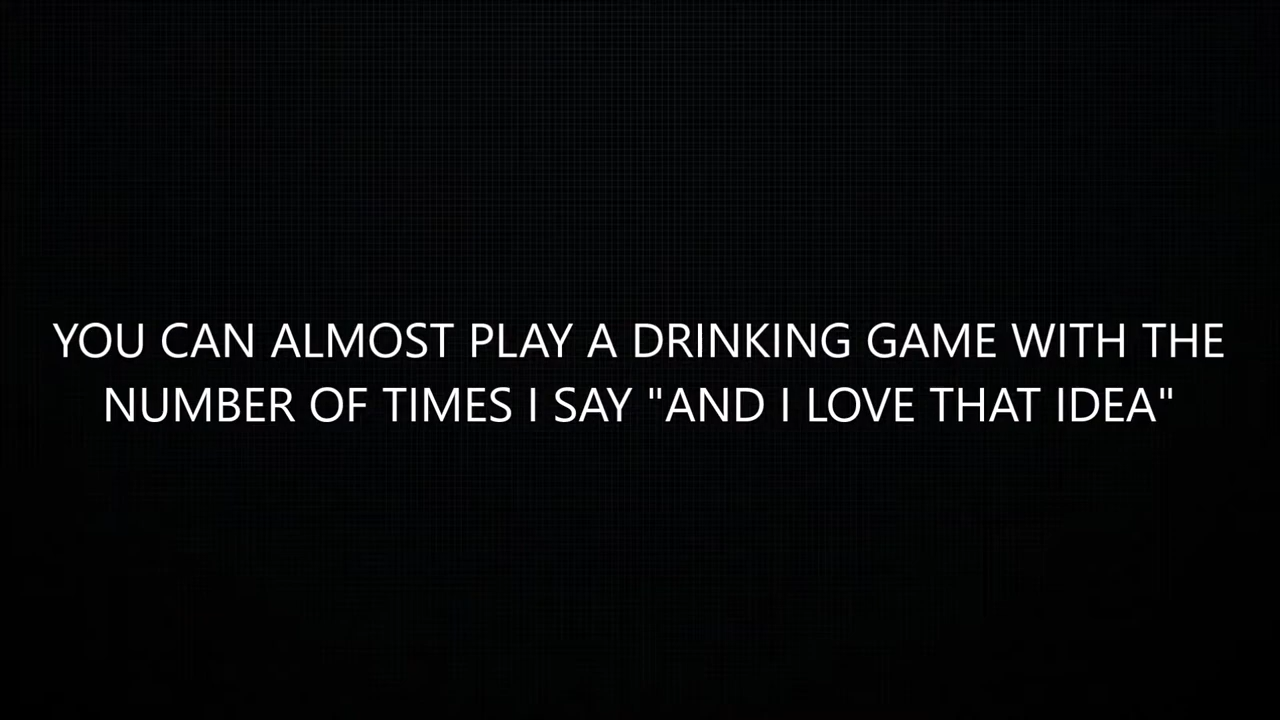 YOU CAN ALMOST PLAY A DRINKING GAME WITH THE
NUMBER OF TIMES I SAY "AND I LOVE THAT IDEA"